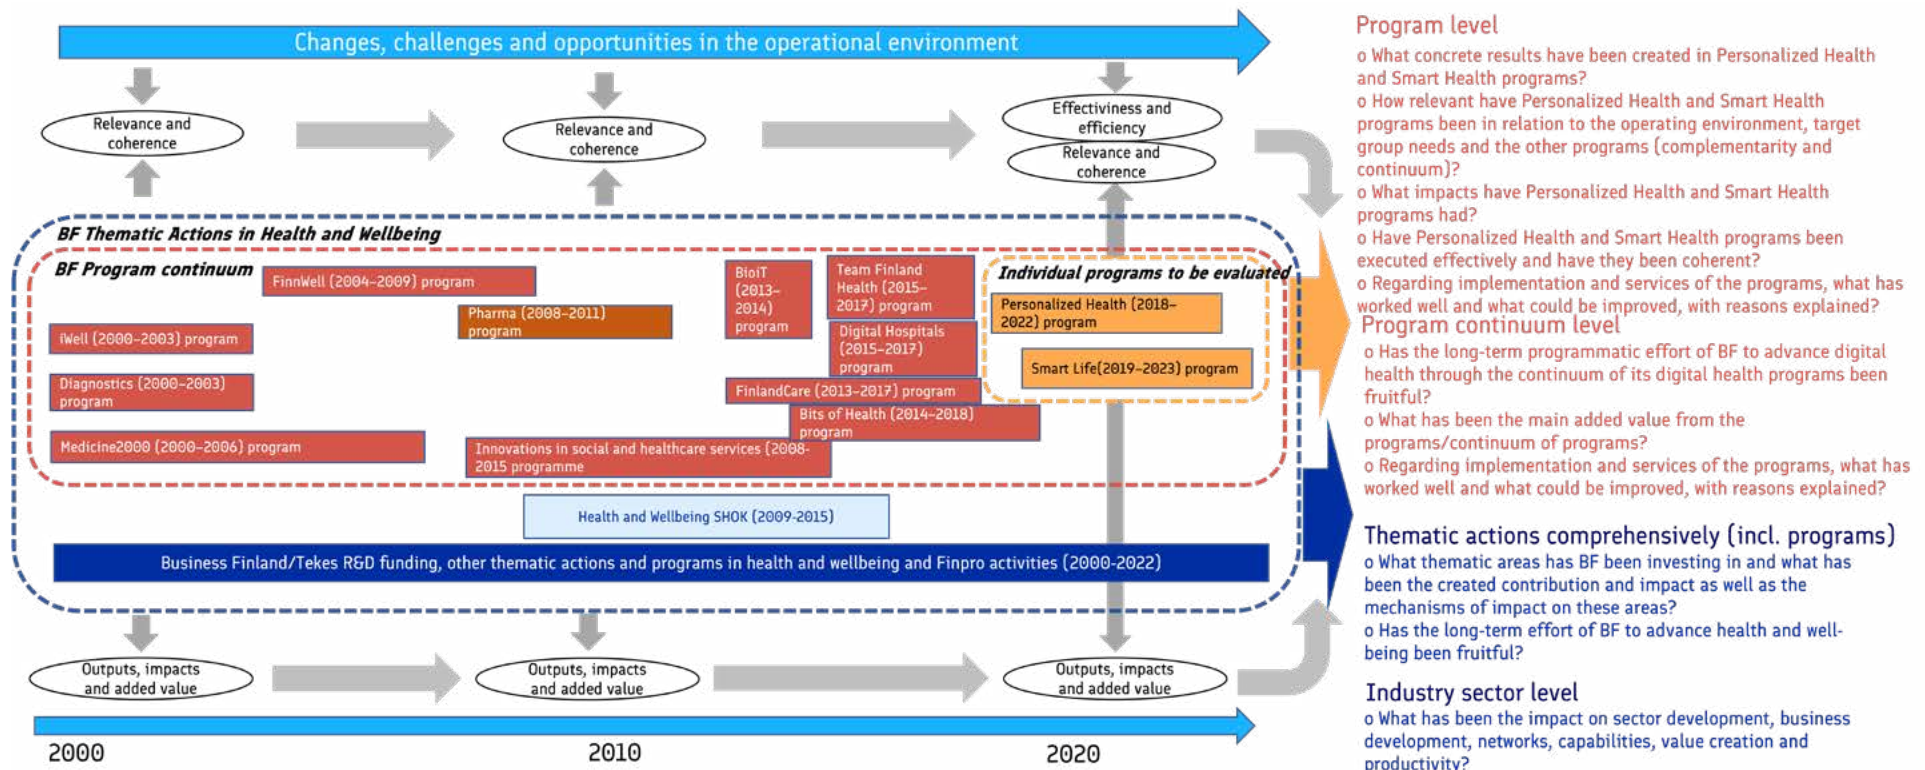 Changes, challenges and opportunities in the operational environment
Relevance and
coherence
Relevance and
coherence
Effectiviness and
efficiency
Relevance and
coherence
BF Thematic Actions in Health and Wellbeing
BF Program continuum
FinnWell (2004–2009) program
Pharma (2008–2011)
program
iWell (2000–2003) program
Diagnostics (2000–2003)
program
Medicine2000 (2000–2006) program
Innovations in social and healthcare services (2008-
2015 programme
BioiT
(2013–
2014)
program
Team Finland
Health (2015–
2017) program
Digital Hospitals
(2015–2017)
program
FinlandCare (2013–2017) program
Bits of Health (2014–2018)
program
Individual programs to be evaluated
Personalized Health (2018–
2022) program
Smart Life(2019–2023) program
Health and Wellbeing SHOK (2009-2015)
Business Finland/Tekes R&D funding, other thematic actions and programs in health and wellbeing and Finpro activities (2000-2022)
Outputs, impacts
and added value
Outputs, impacts
and added value
Outputs, impacts
and added value
2000
2010
2020
Program level
o What concrete results have been created in Personalized Health
and Smart Health programs?
o How relevant have Personalized Health and Smart Health
programs been in relation to the operating environment, target
group needs and the other programs (complementarity and
continuum)?
o What impacts have Personalized Health and Smart Health
programs had?
o Have Personalized Health and Smart Health programs been
executed effectively and have they been coherent?
o Regarding implementation and services of the programs, what has
worked well and what could be improved, with reasons explained?
Program continuum level
o Has the long-term programmatic effort of BF to advance digital
health through the continuum of its digital health programs been
fruitful?
o What has been the main added value from the
programs/continuum of programs?
o Regarding implementation and services of the programs, what has
worked well and what could be improved, with reasons explained?
Thematic actions comprehensively (incl. programs)
o What thematic areas has BF been investing in and what has
been the created contribution and impact as well as the
mechanisms of impact on these areas?
o Has the long-term effort of BF to advance health and well-
being been fruitful?
Industry sector level
o What has been the impact on sector development, business
development, networks, capabilities, value creation and
productivity?